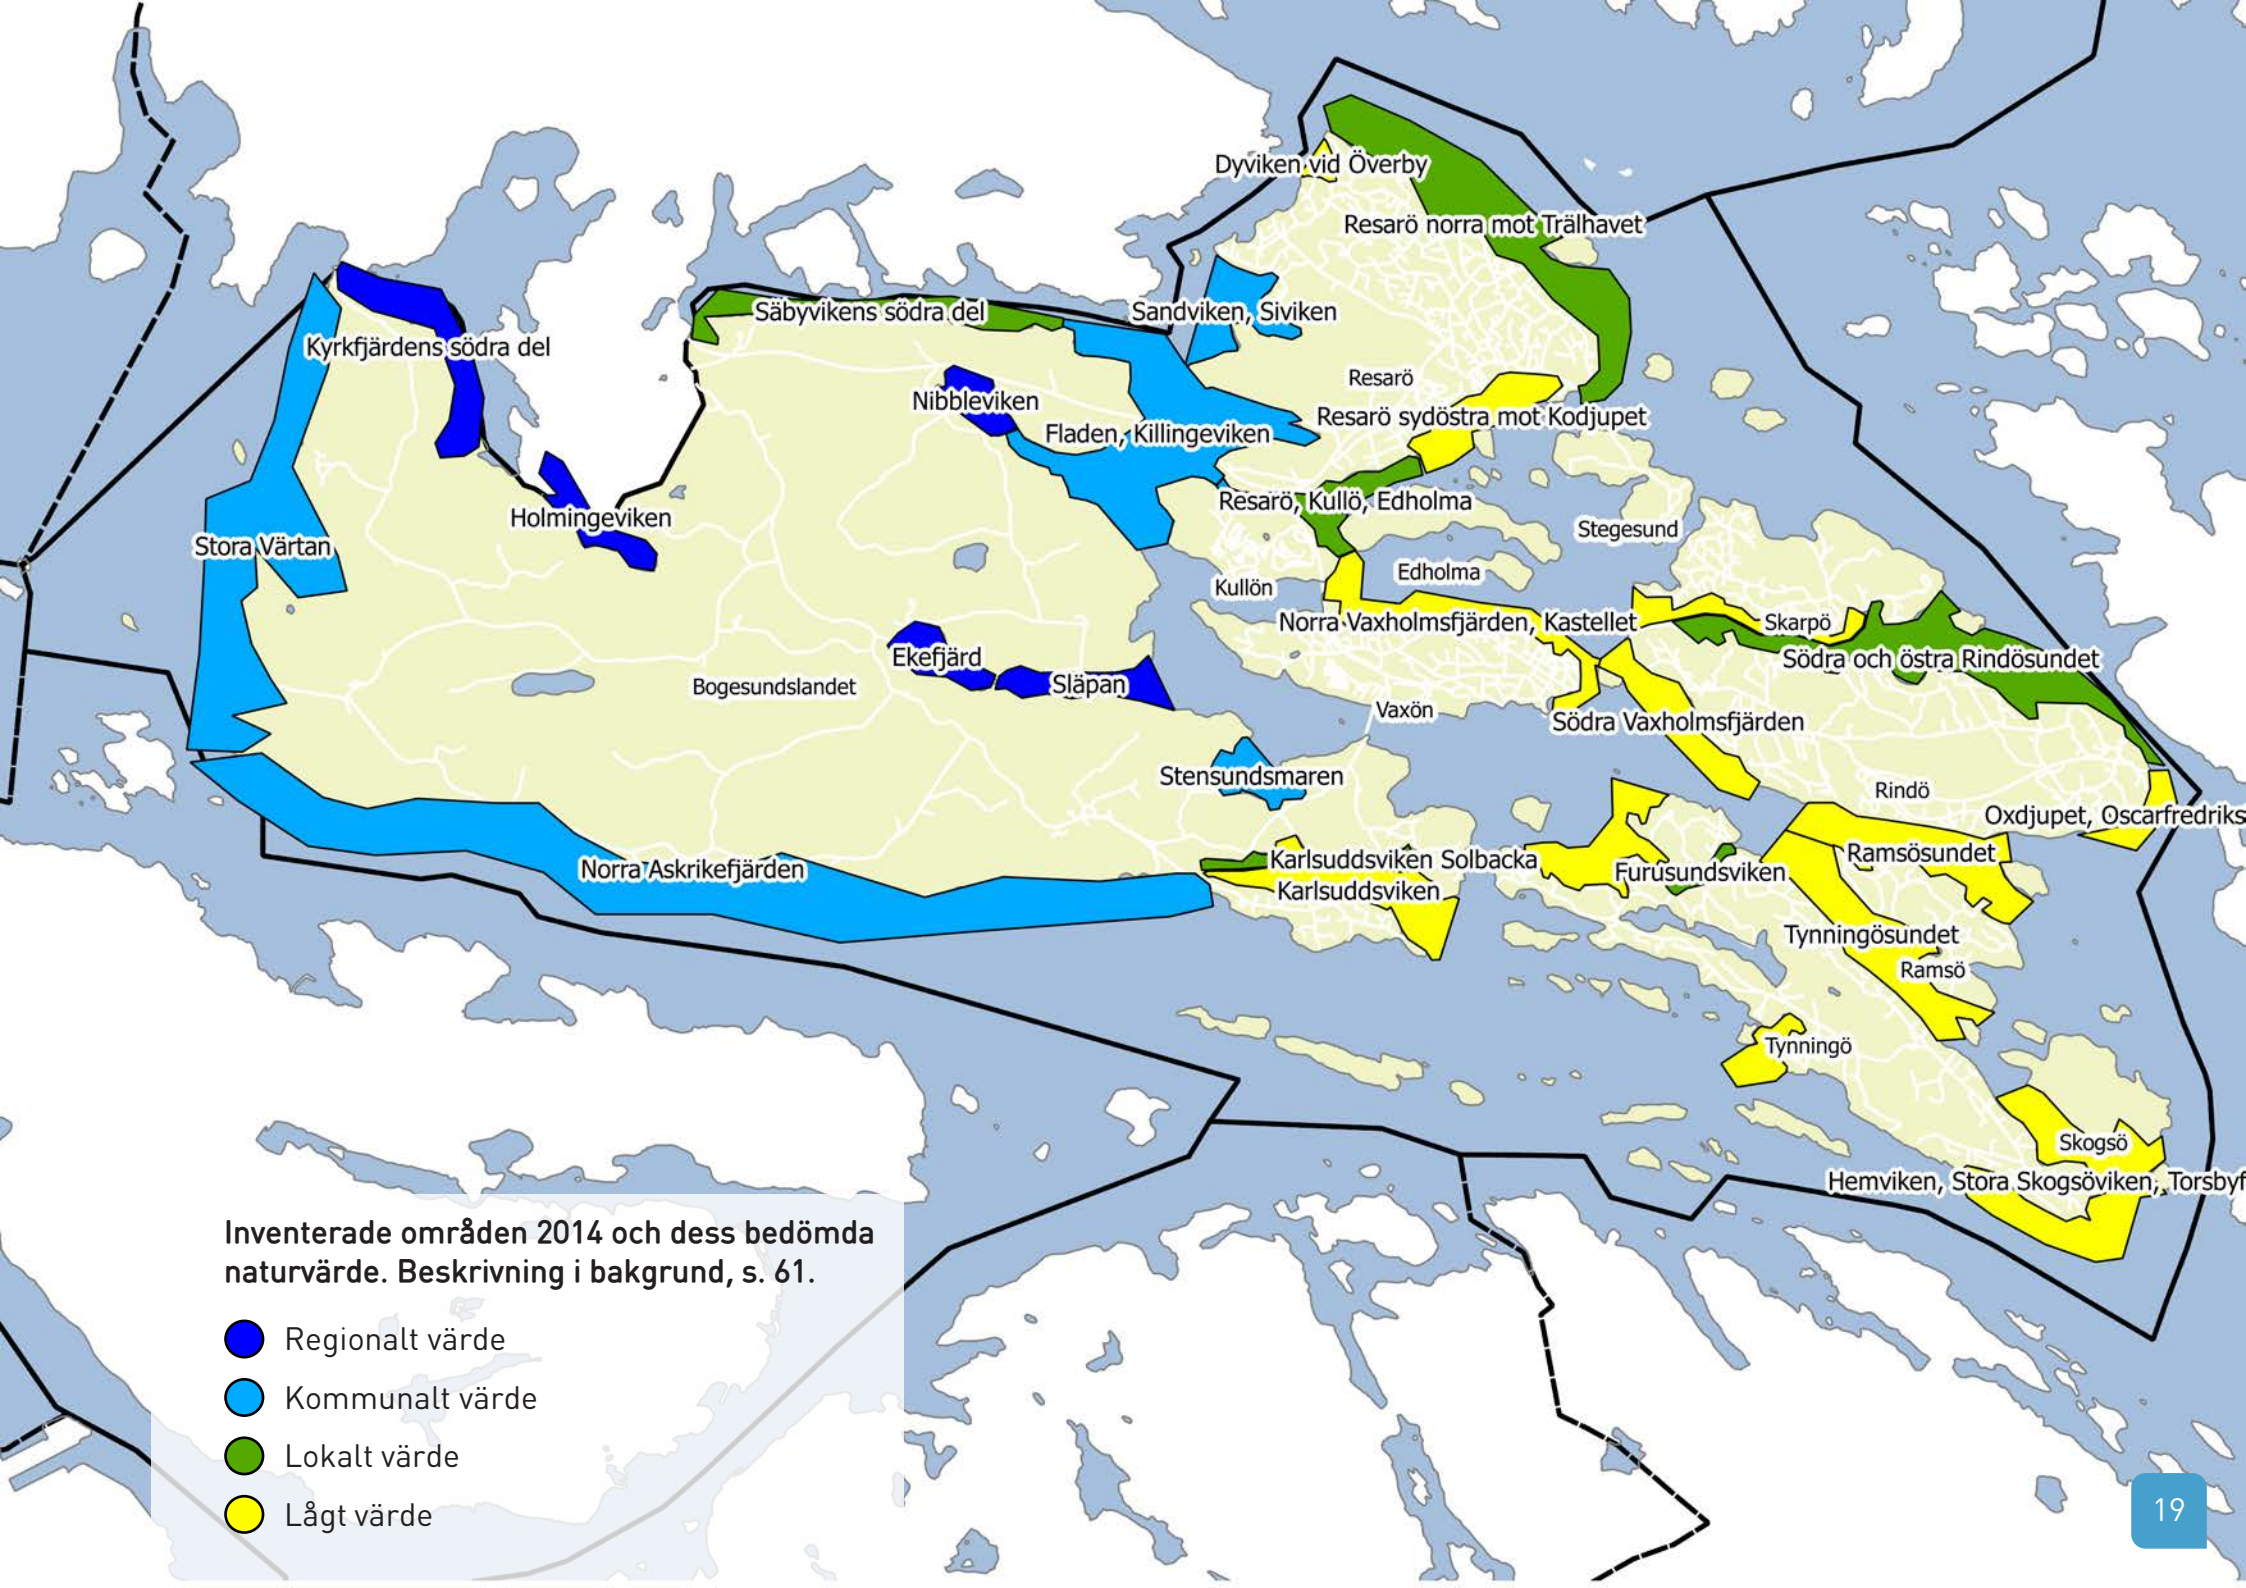 Dyviken vid Överby
Resarö norra mot Trälhavet
Säbyvikens södra del
Sandviken, Siviken
Kyrkfjärdens södra del
Resarö
Nibbleviken
Resarö sydöstra mot Kodjupet
Fladen, Killingeviken
Resarö, Kullö, Edholma
Holmingeviken
Stegesund
Stora Värtan
Edholma
Kullön
Norra Vaxholmsfjärden, Kastellet
Skarpö
Ekefjärd
Södra och östra Rindösundet
Släpan
Bogesundslandet
Vaxön
Södra Vaxholmsfjärden
Stensundsmaren
Rindö
Oxdjupet, Oscarfredriks
Ramsösundet
Karlsuddsviken Solbacka
Norra Askrikefjärden
Furusundsviken
Karlsuddsviken
Tynningösundet
Ramsö
Tynningö
Skogsö
Hemviken, Stora Skogsöviken, Torsbyf
Inventerade områden 2014 och dess bedömda
naturvärde. Beskrivning i bakgrund, s. 61.
Regionalt värde
Kommunalt värde
Lokalt värde
Lågt värde
19